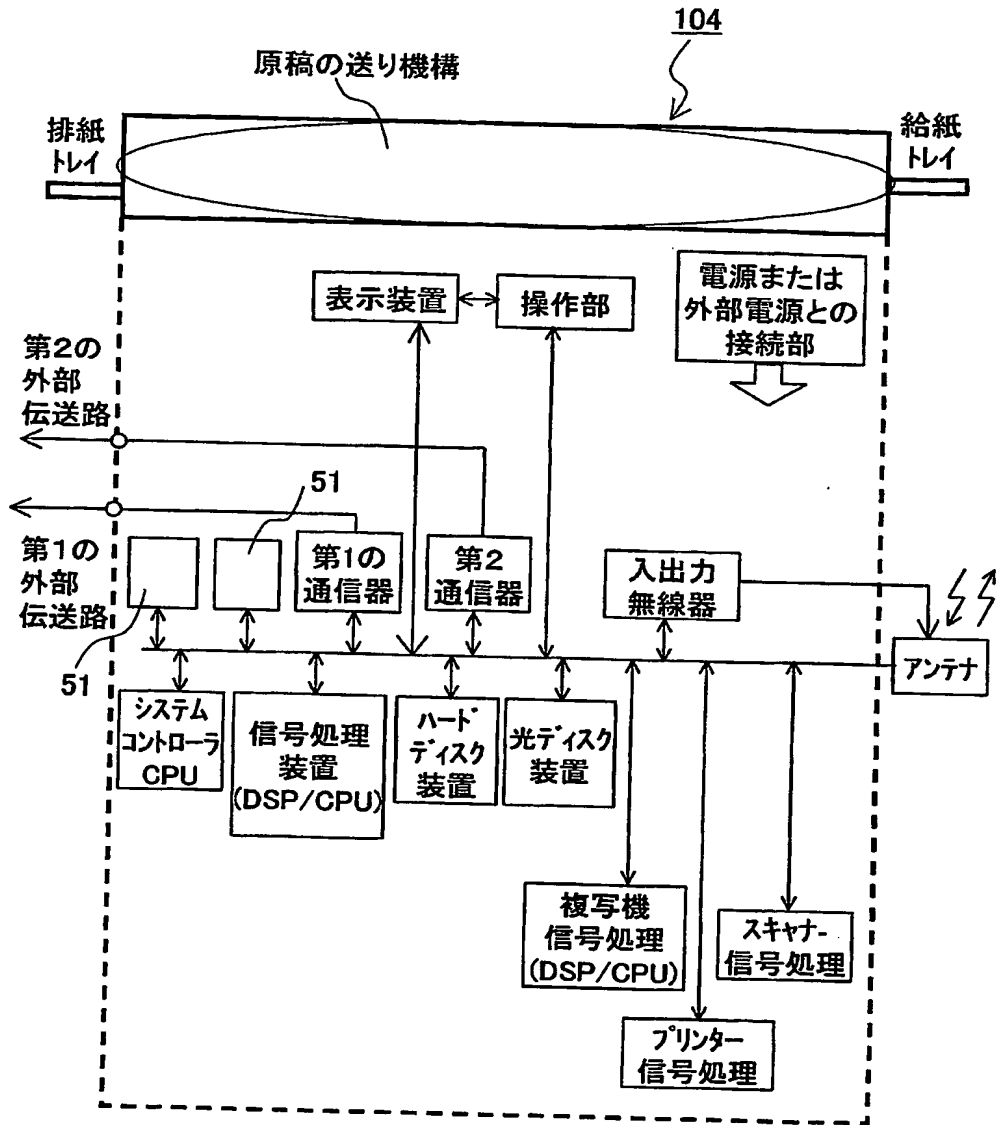 104
原稿の送り機構
排紙
トレイ
給紙
トレイ
表示装置
操作部
電源または
外部電源との
接続部
第2の
外部
伝送路
51
第1の
外部
伝送路
第1の
通信器
第2
通信器
入出力
無線器
アンテナ
51
システム
コントローラ
CPU
信号処理
装置
(DSP/CPU)
ハード
ディスク
装置
光ディスク
装置
複写機
信号処理
(DSP/CPU)
スキャナー
信号処理
プリンター
信号処理